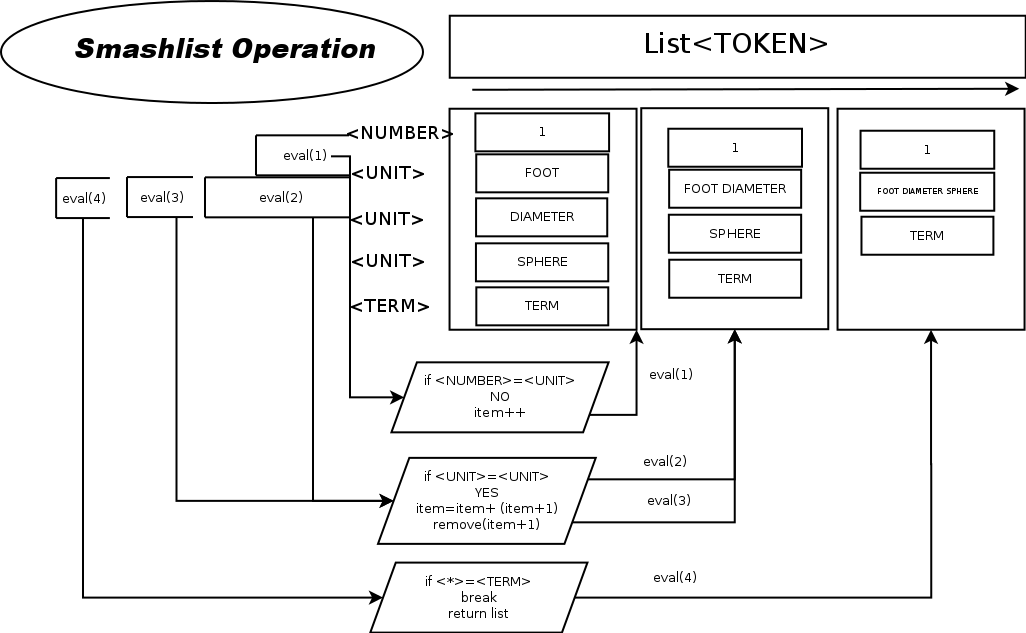 Smashlist Operation
List<TOKEN>
<NUMBER>
eval(1)
<UNIT>
eval(4)
eval(3)
eval(2)
<UNIT>
<UNIT>
<TERM>
1
FOOT
DIAMETER
SPHERE
TERM
1
FOOT DIAMETER
SPHERE
TERM
1
FOOT DIAMETER SPHERE
TERM
if <NUMBER>=<UNIT>
NO
item++
eval(1)
if <UNIT>=<UNIT>
YES
item=item+ (item+1)
remove(item+1)
eval(2)
eval(3)
if <*>=<TERM>
break
return list
eval(4)